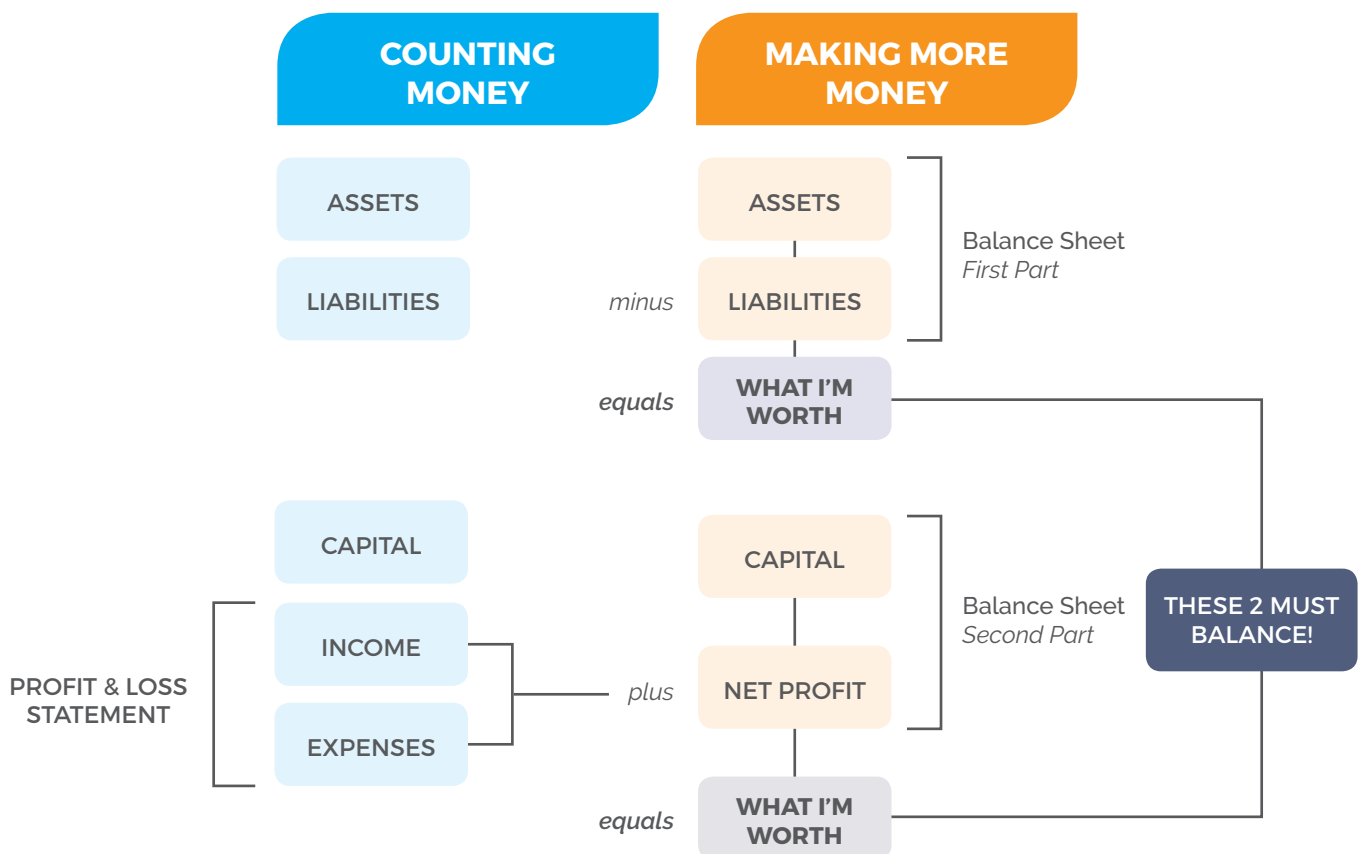 COUNTING
MONEY
MAKING MORE
MONEY
ASSETS
ASSETS
Balance Sheet
First Part
LIABILITIES
minus
LIABILITIES
equals
WHAT I'M
WORTH
CAPITAL
CAPITAL
INCOME
Balance Sheet
Second Part
THESE 2 MUST
BALANCE!
PROFIT & LOSS
STATEMENT
plus
NET PROFIT
EXPENSES
equals
WHAT I'M
WORTH